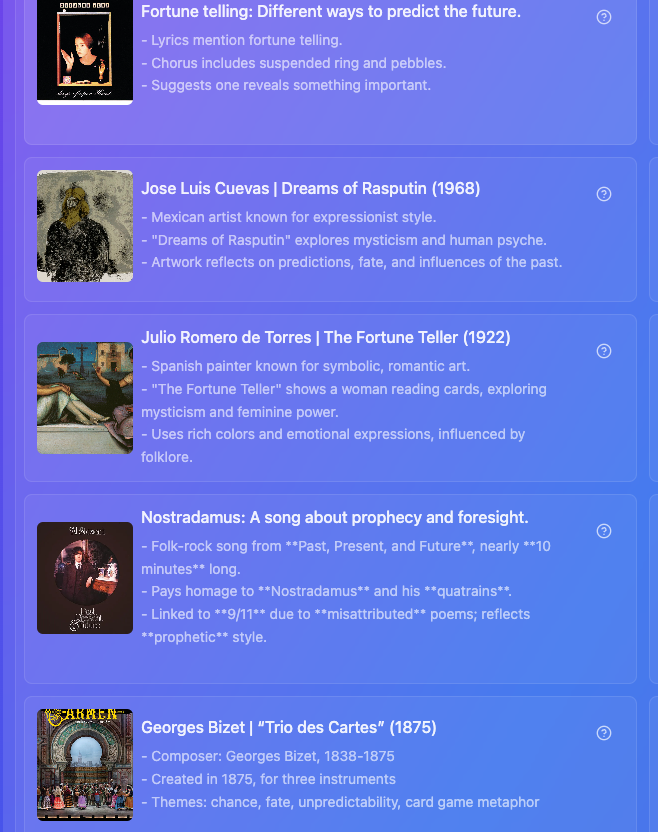 Fortune telling: Different ways to predict the future.
- Lyrics mention fortune telling.
- Chorus includes suspended ring and pebbles.
- Suggests one reveals something important.
Jose Luis Cuevas | Dreams of Rasputin (1968)
- Mexican artist known for expressionist style.
- "Dreams of Rasputin" explores mysticism and human psyche.
- Artwork reflects on predictions, fate, and influences of the past.
Julio Romero de Torres | The Fortune Teller (1922)
- Spanish painter known for symbolic, romantic art.
- "The Fortune Teller" shows a woman reading cards, exploring
mysticism and feminine power.
- Uses rich colors and emotional expressions, influenced by
folklore.
Nostradamus: A song about prophecy and foresight.
- Folk-rock song from **Past, Present, and Future**, nearly **10
minutes** long.
- Pays homage to **Nostradamus** and his **quatrains**.
- Linked to **9/11** due to **misattributed** poems; reflects
**prophetic** style.
Past
Present
CARMEN
Georges Bizet | “Trio des Cartes” (1875)
- Composer: Georges Bizet, 1838-1875
- Created in 1875, for three instruments
- Themes: chance, fate, unpredictability, card game metaphor